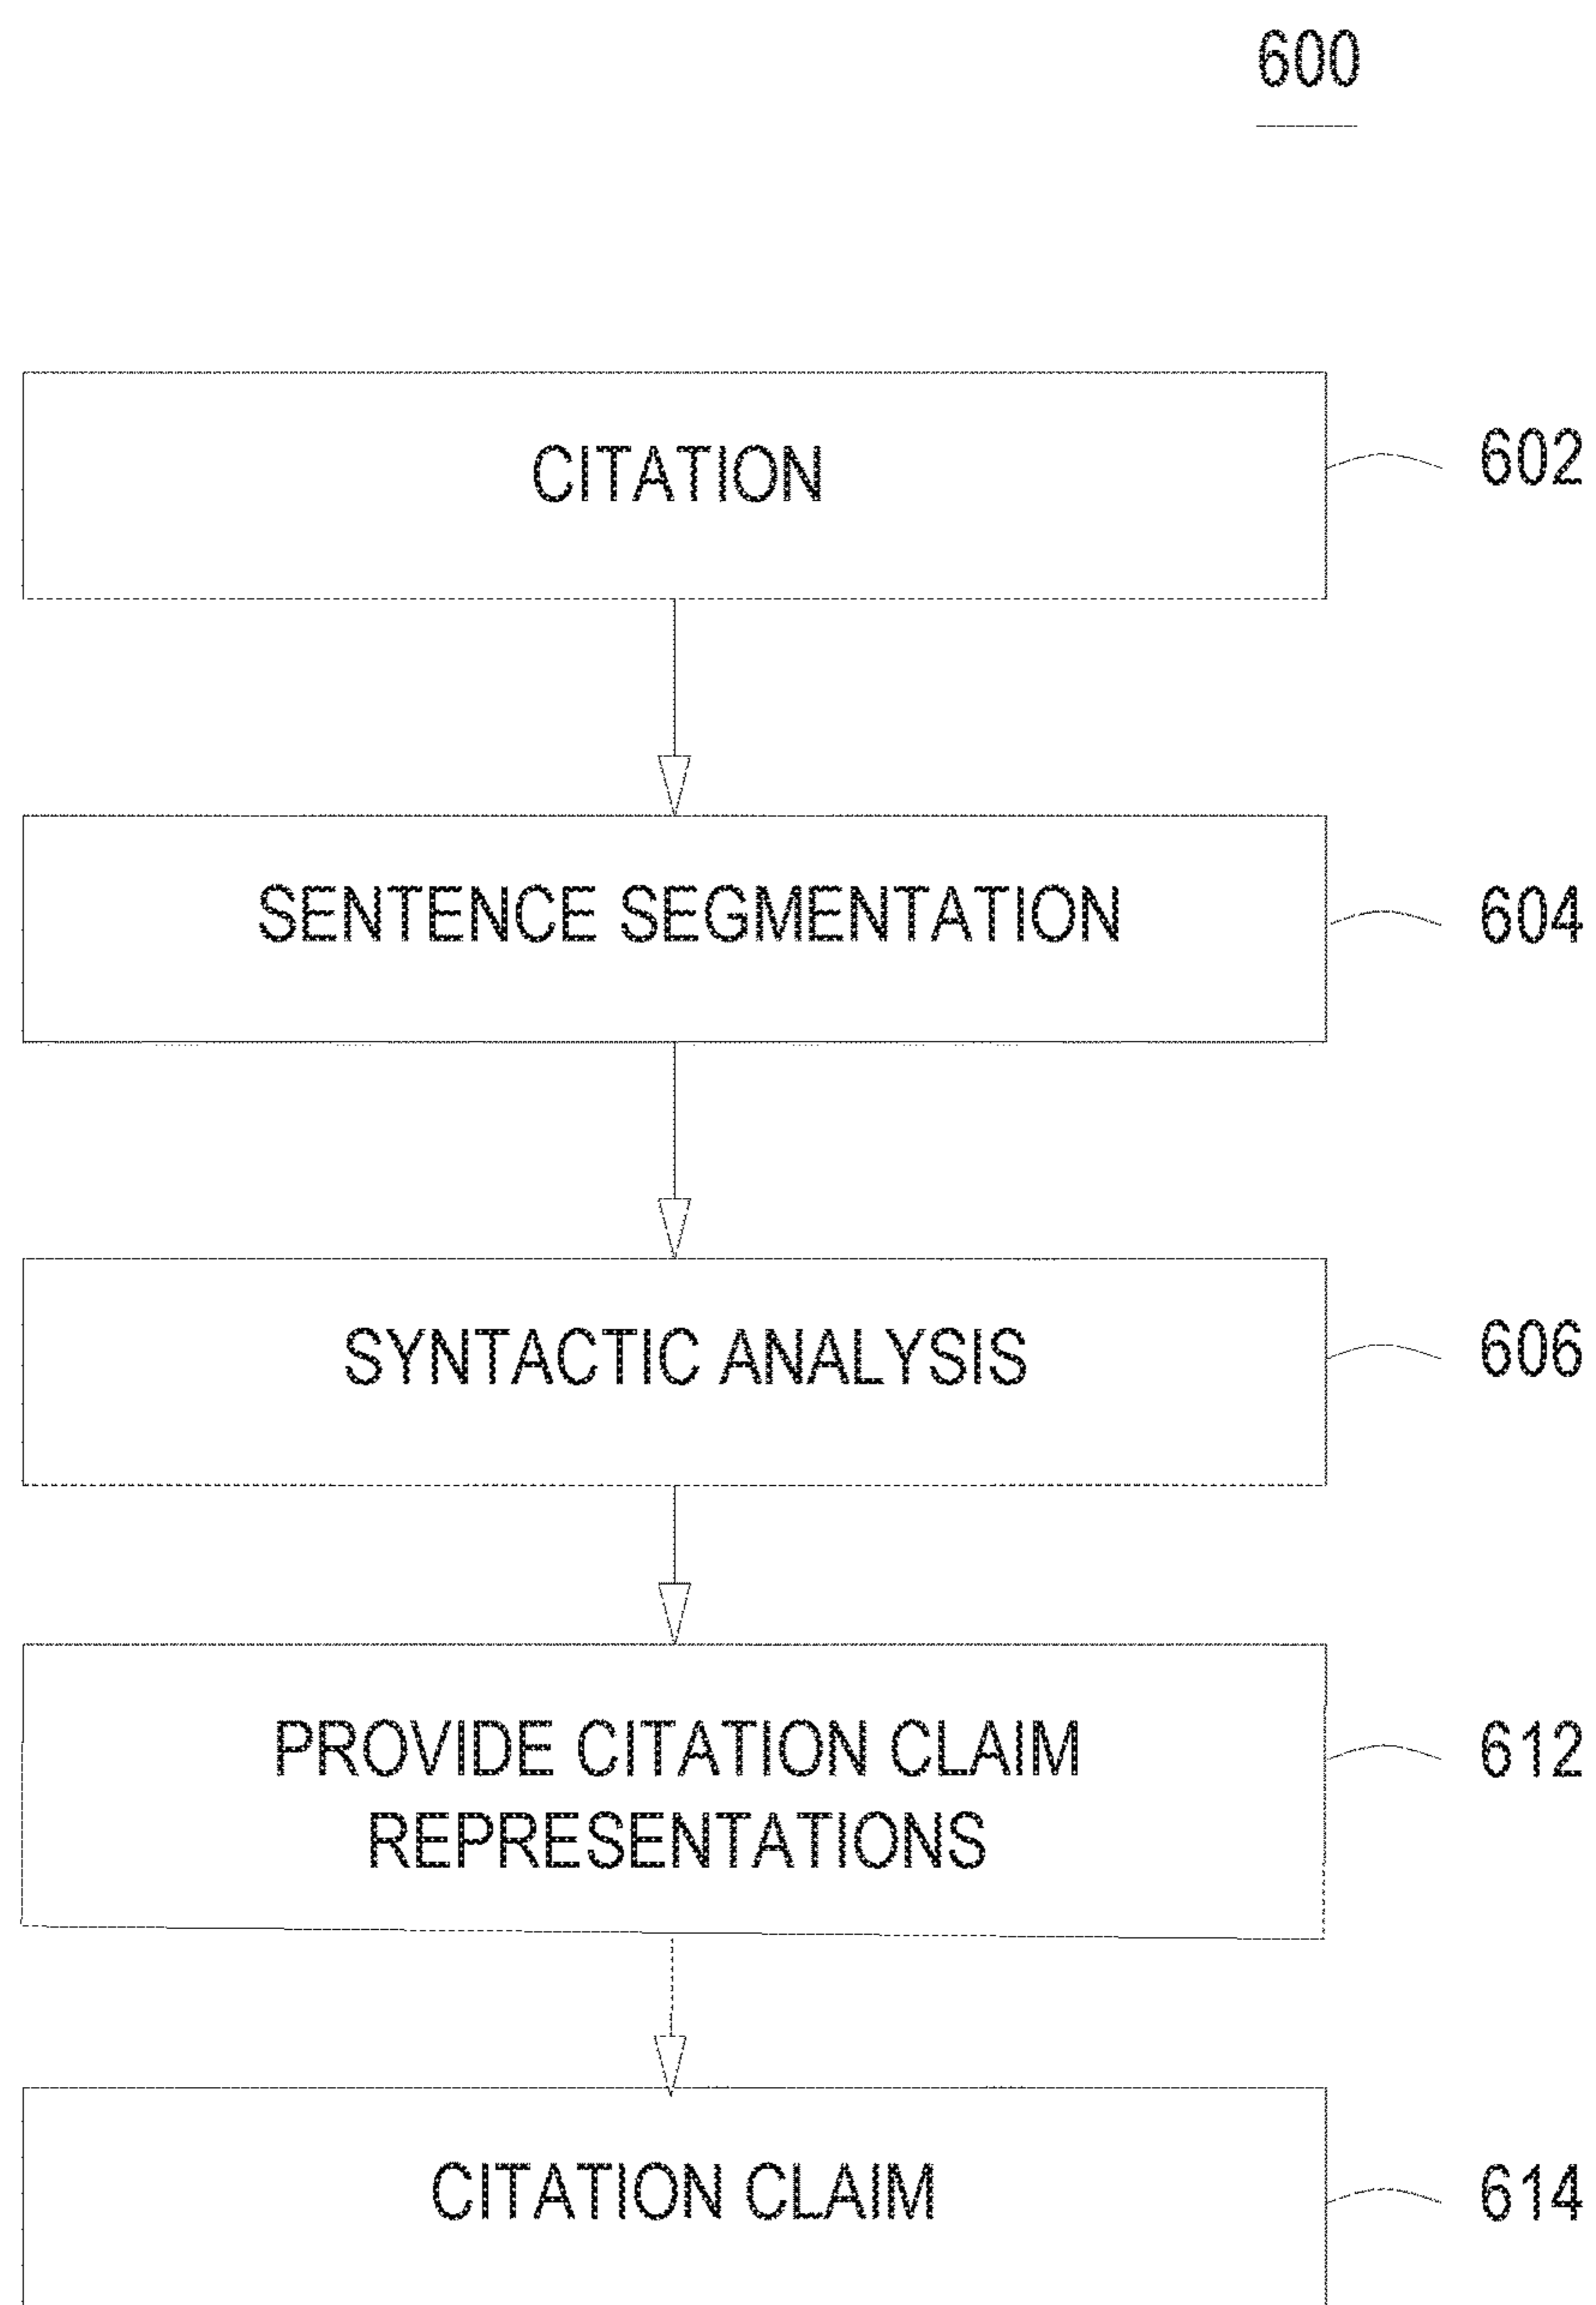 600
CITATION
602
SENTENCE SEGMENTATION
604
SYNTACTIC ANALYSIS
606
PROVIDE CITATION CLAIM
REPRESENTATIONS
612
CITATION CLAIM
614